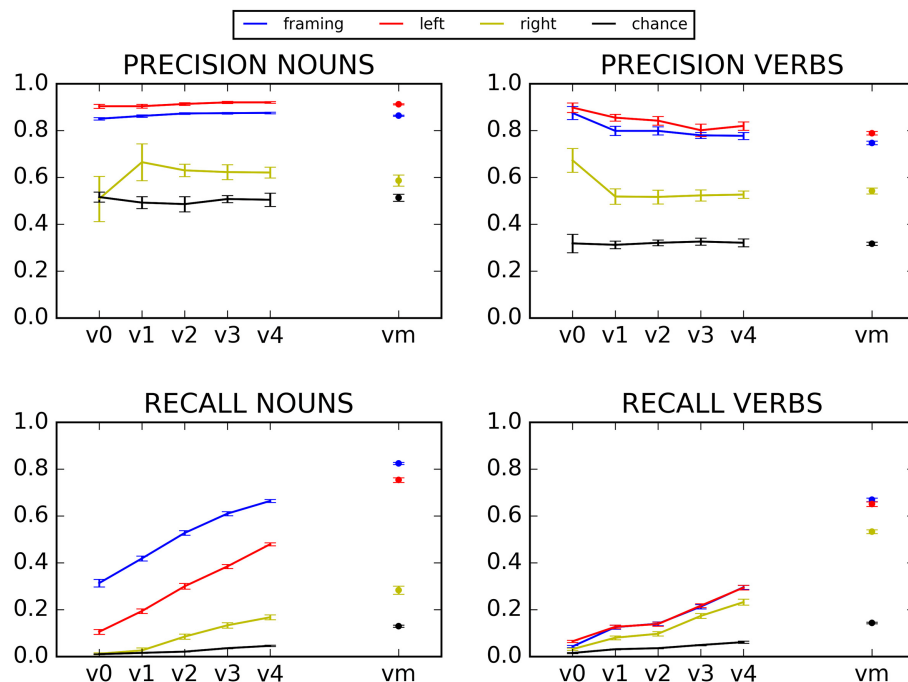 framing left right chance
PRECISION NOUNS PRECISION VERBS
1.0 1.0
0.8 0.8
0.6 0.6
0.4 0.4
0.2 0.2
0.0 0.0
v0 v1 v2 v3 v4 vm v0 v1 v2 v3 v4 vm
RECALL NOUNS RECALL VERBS
1.0 1.0
0.8 0.8
0.6 0.6
0.4 0.4
0.2 0.2
0.0 0.0
v0 v1 v2 v3 v4 vm v0 v1 v2 v3 v4 vm